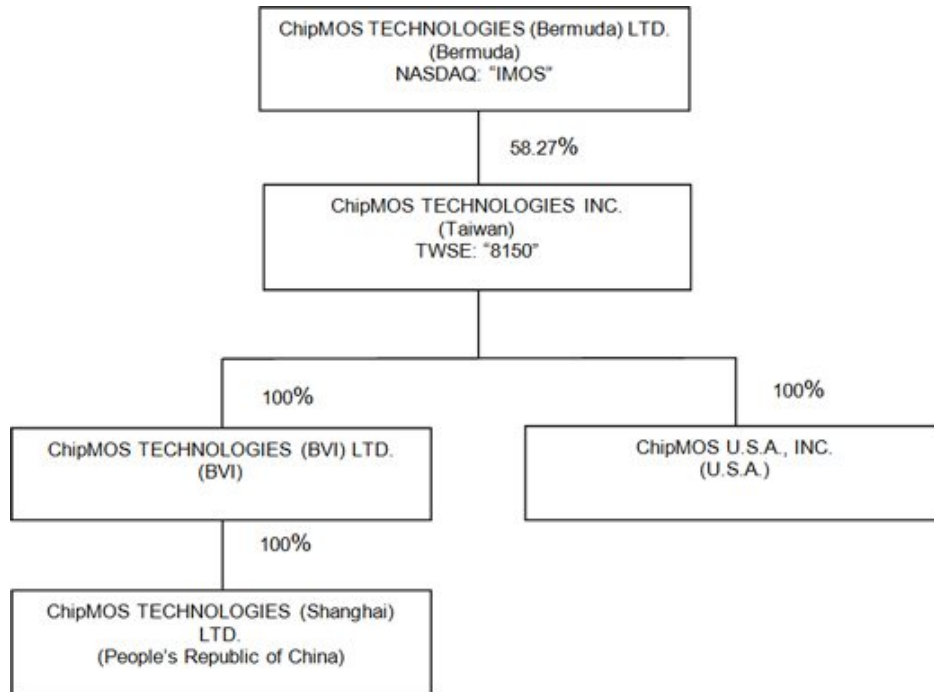 ChipMOS TECHNOLOGIES (Bermuda) LTD.
(Bermuda)
NASDAQ: “IMOS”
58.27%
ChipMOS TECHNOLOGIES INC.
(Taiwan)
TWSE: “8150”
100%
100%
ChipMOS TECHNOLOGIES (BVI) LTD.
(BVI)
ChipMOS U.S.A., INC.
(U.S.A.)
100%
ChipMOS TECHNOLOGIES (Shanghai)
LTD.
(People’s Republic of China)